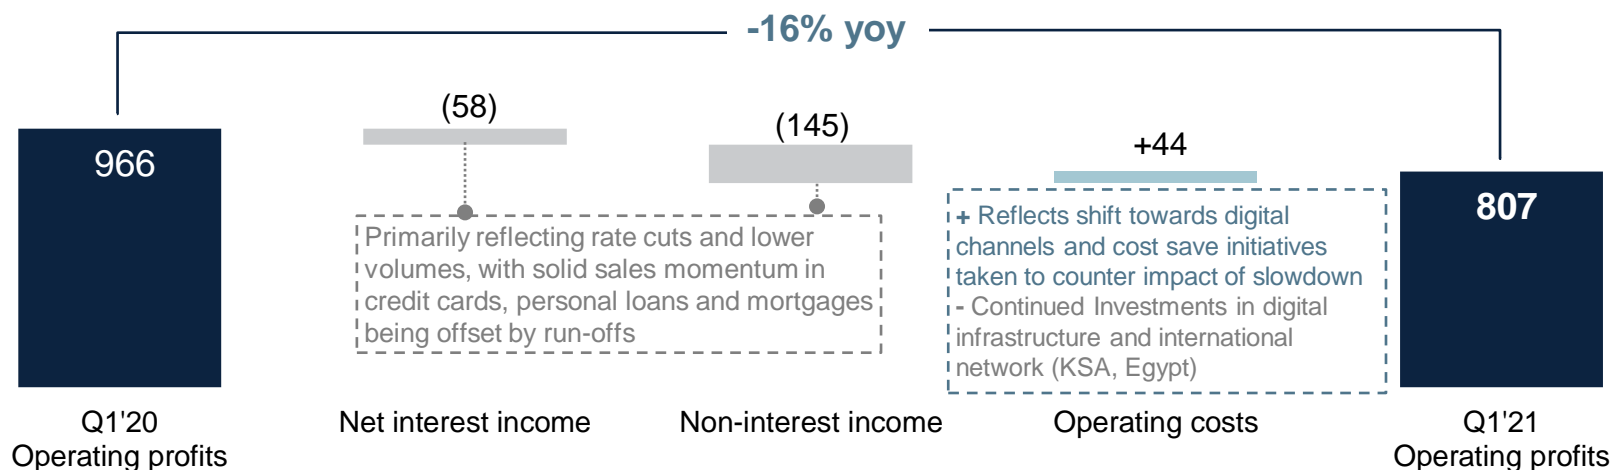 -16% yoy
966
(58)
(145)
+44
807
Primarily reflecting rate cuts and lower
volumes, with solid sales momentum in
credit cards, personal loans and mortgages
being offset by run-offs
+ Reflects shift towards digital
channels and cost save initiatives
taken to counter impact of slowdown
- Continued Investments in digital
infrastructure and international
network (KSA, Egypt)
Q1'20
Operating profits
Net interest income
Non-interest income
Operating costs
Q1'21
Operating profits